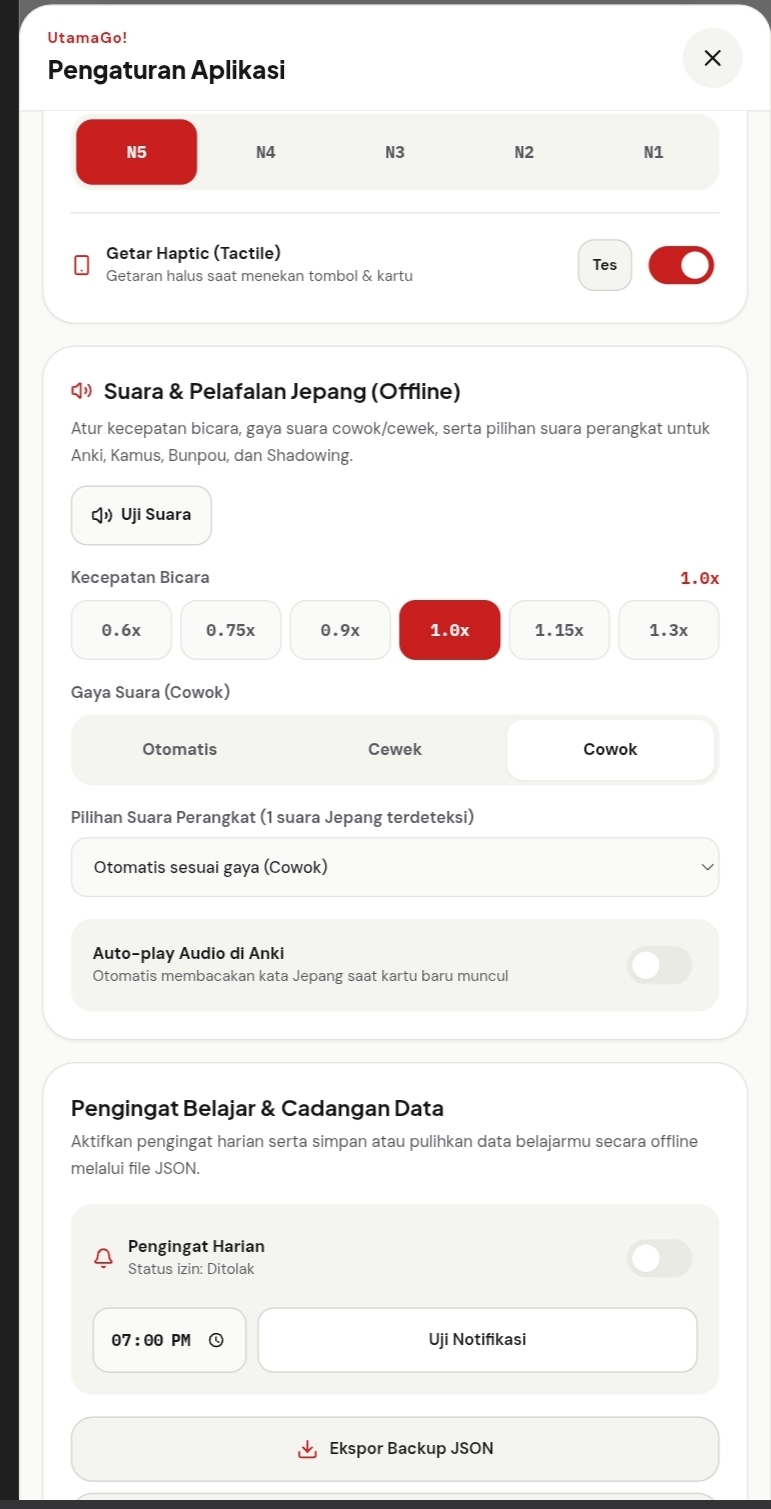 UtamaGo!
Pengaturan Aplikasi
N5 N4 N3 N2 N1
Getar Haptic (Tactile)
Getaran halus saat menekan tombol & kartu
Tes
Suara & Pelafalan Jepang (Offline)
Atur kecepatan bicara, gaya suara cowok/cewek, serta pilihan suara perangkat untuk
Anki, Kamus, Bunpou, dan Shadowing.
Uji Suara
Kecepatan Bicara 1.0x
0.6x 0.75x 0.9x 1.0x 1.15x 1.3x
Gaya Suara (Cowok)
Otomatis Cewek Cowok
Pilihan Suara Perangkat (1 suara Jepang terdeteksi)
Otomatis sesuai gaya (Cowok)
Auto-play Audio di Anki
Otomatis membacakan kata Jepang saat kartu baru muncul
Pengingat Belajar & Cadangan Data
Aktifkan pengingat harian serta simpan atau pulihkan data belajarmu secara offline
melalui file JSON.
Pengingat Harian
Status izin: Ditolak
07:00 PM Uji Notifikasi
Ekspor Backup JSON